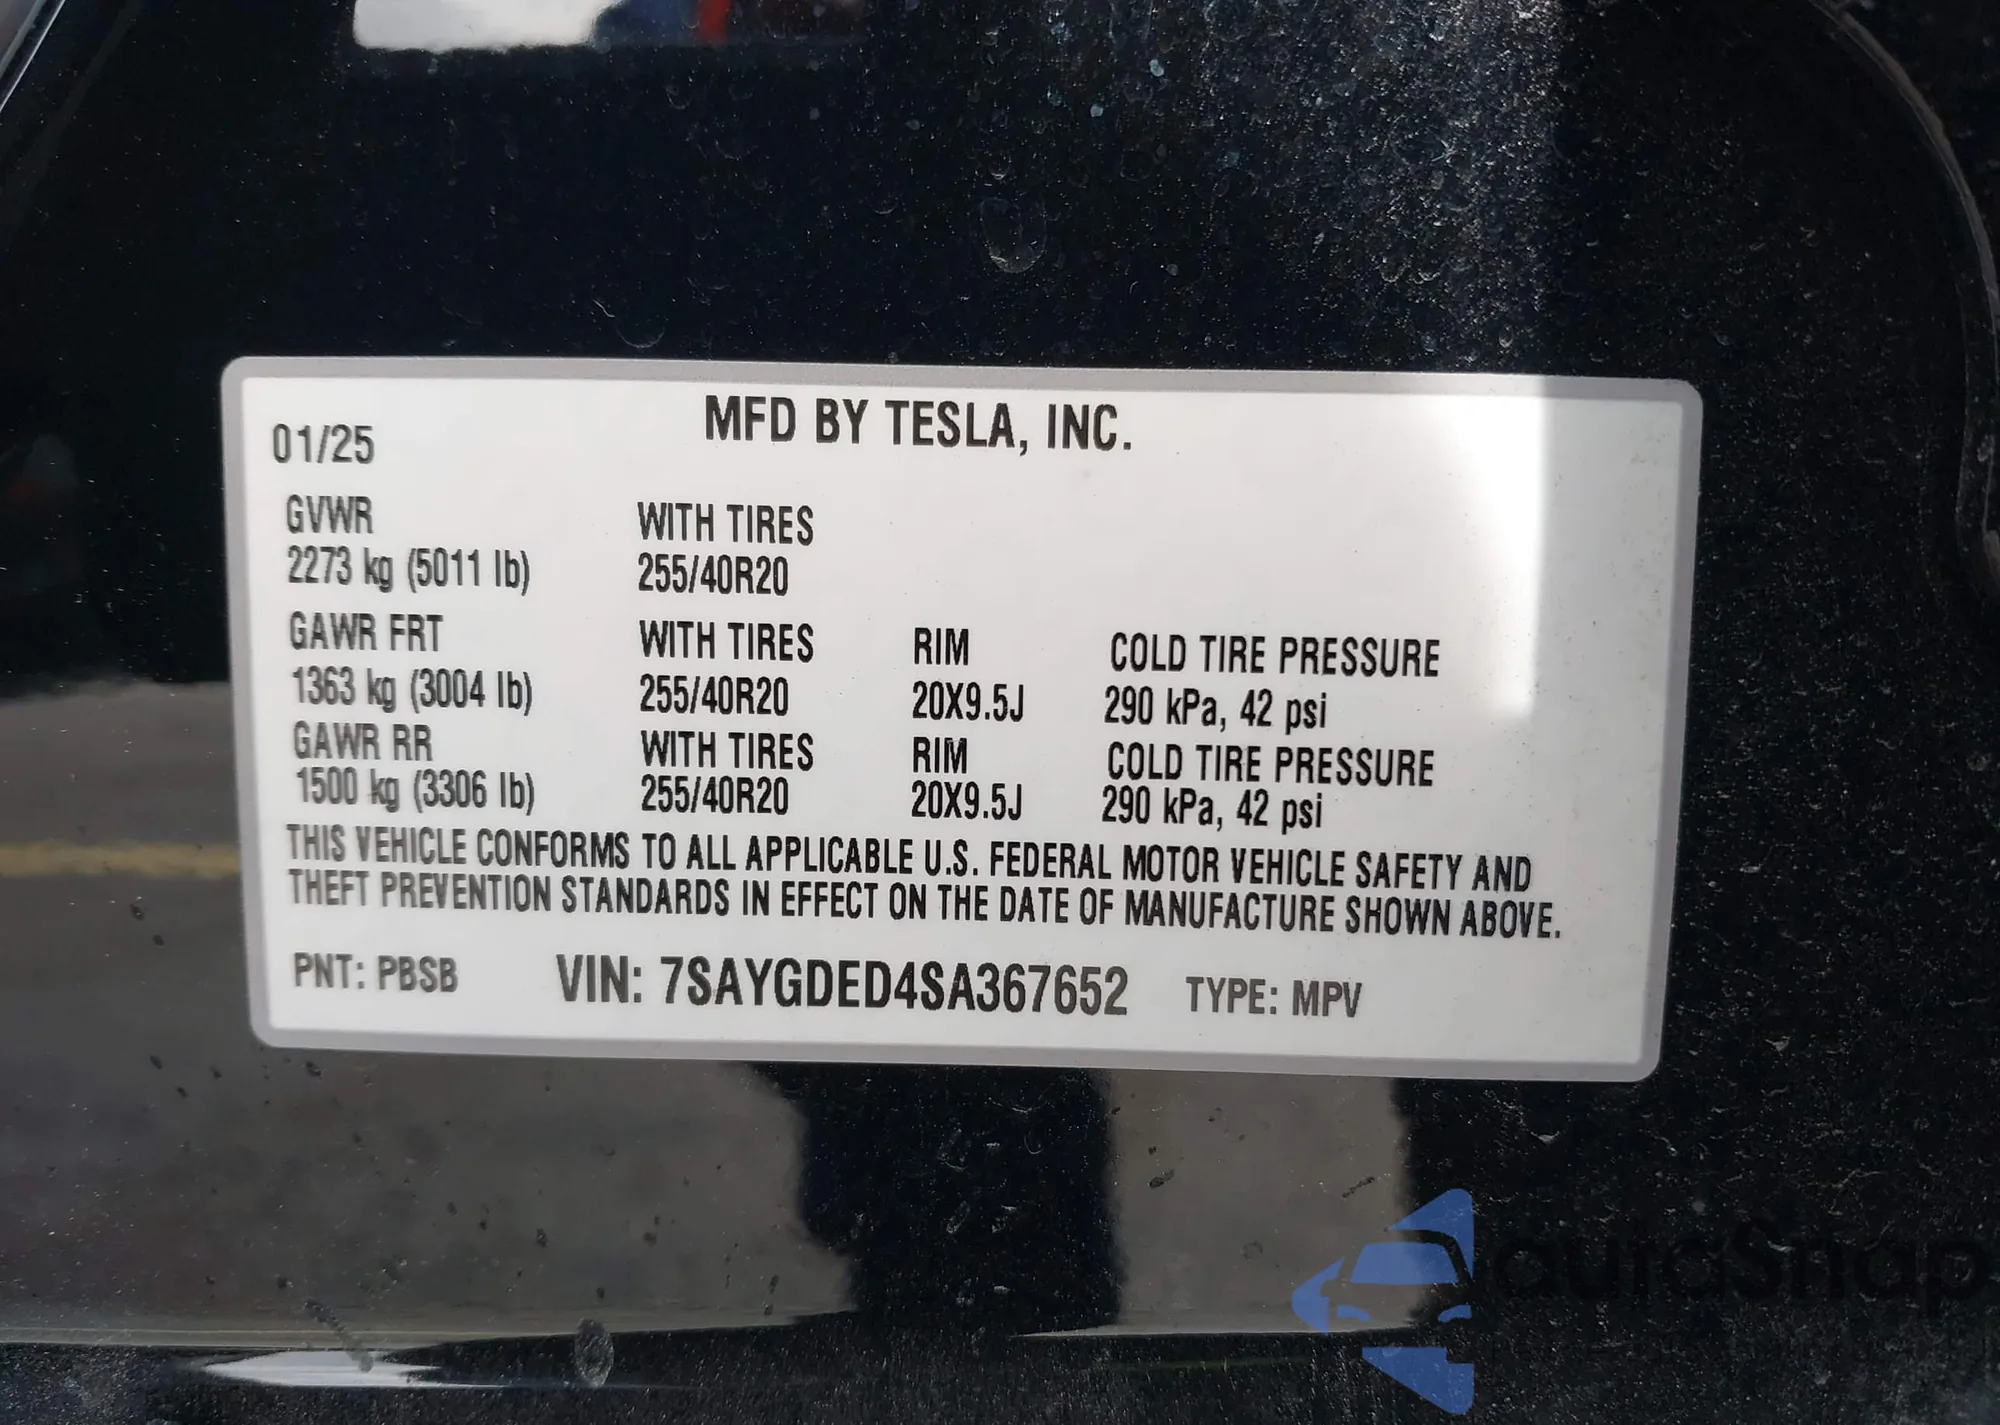 MFD BY TESLA, INC.
01/25
GVWR WITH TIRES
2273 kg (5011 lb) 255/40R20
GAWR FRT WITH TIRES RIM COLD TIRE PRESSURE
1363 kg (3004 lb) 255/40R20 20X9.5J 290 kPa, 42 psi
GAWR RR WITH TIRES RIM COLD TIRE PRESSURE
1500 kg (3306 lb) 255/40R20 20X9.5J 290 kPa, 42 psi
THIS VEHICLE CONFORMS TO ALL APPLICABLE U.S. FEDERAL MOTOR VEHICLE SAFETY AND
THEFT PREVENTION STANDARDS IN EFFECT ON THE DATE OF MANUFACTURE SHOWN ABOVE.
PNT: PBSB VIN: 7SAYGDED4SA367652 TYPE: MPV